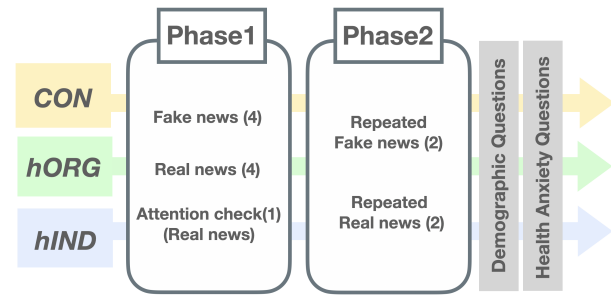 Phase1
Phase2
CON
hORG
hIND
Fake news (4)
Real news (4)
Attention check(1)
(Real news)
Repeated
Fake news (2)
Repeated
Real news (2)
Demographic Questions
Health Anxiety Questions